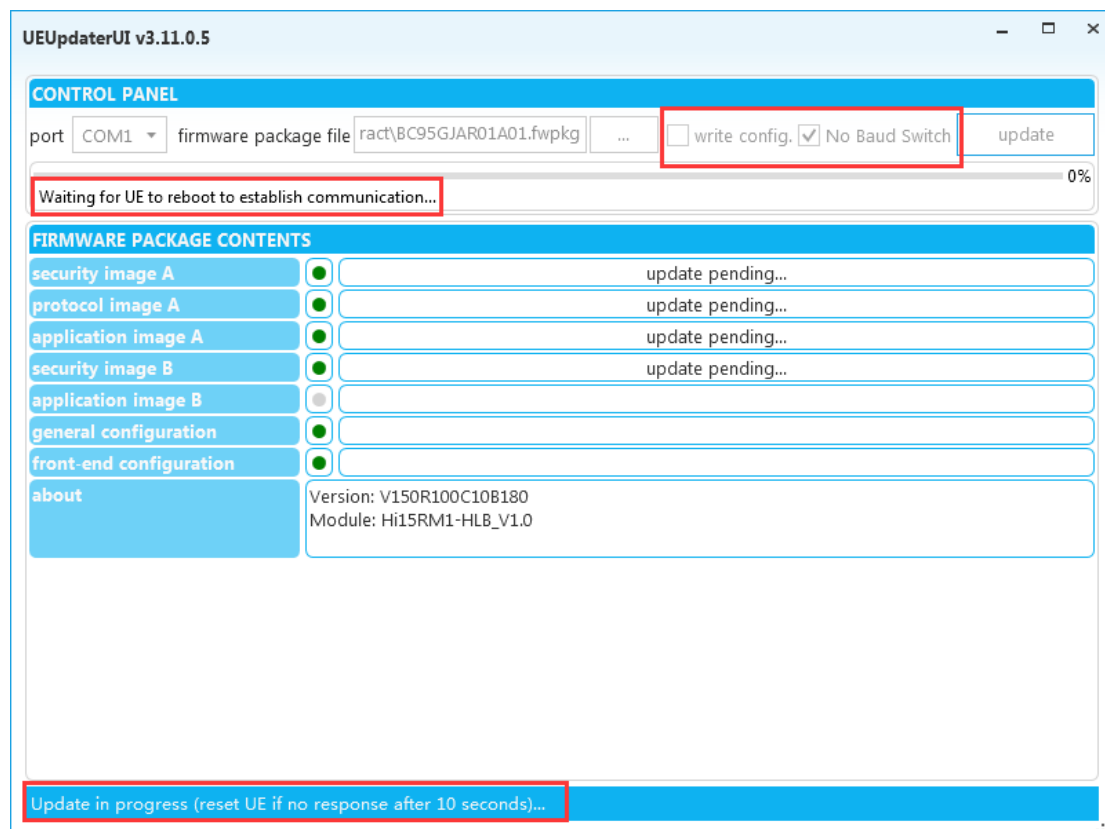 UEUpdaterUI v3.11.0.5
CONTROL PANEL
port COM1 firmware package file ract\BC95GJAR01A01.fwpkg ... write config. No Baud Switch update
0%
Waiting for UE to reboot to establish communication...
FIRMWARE PACKAGE CONTENTS
security image A update pending...
protocol image A update pending...
application image A update pending...
security image B update pending...
application image B
general configuration
front-end configuration
about Version: V150R100C10B180
Module: Hi15RM1-HLB_V1.0
Update in progress (reset UE if no response after 10 seconds)...